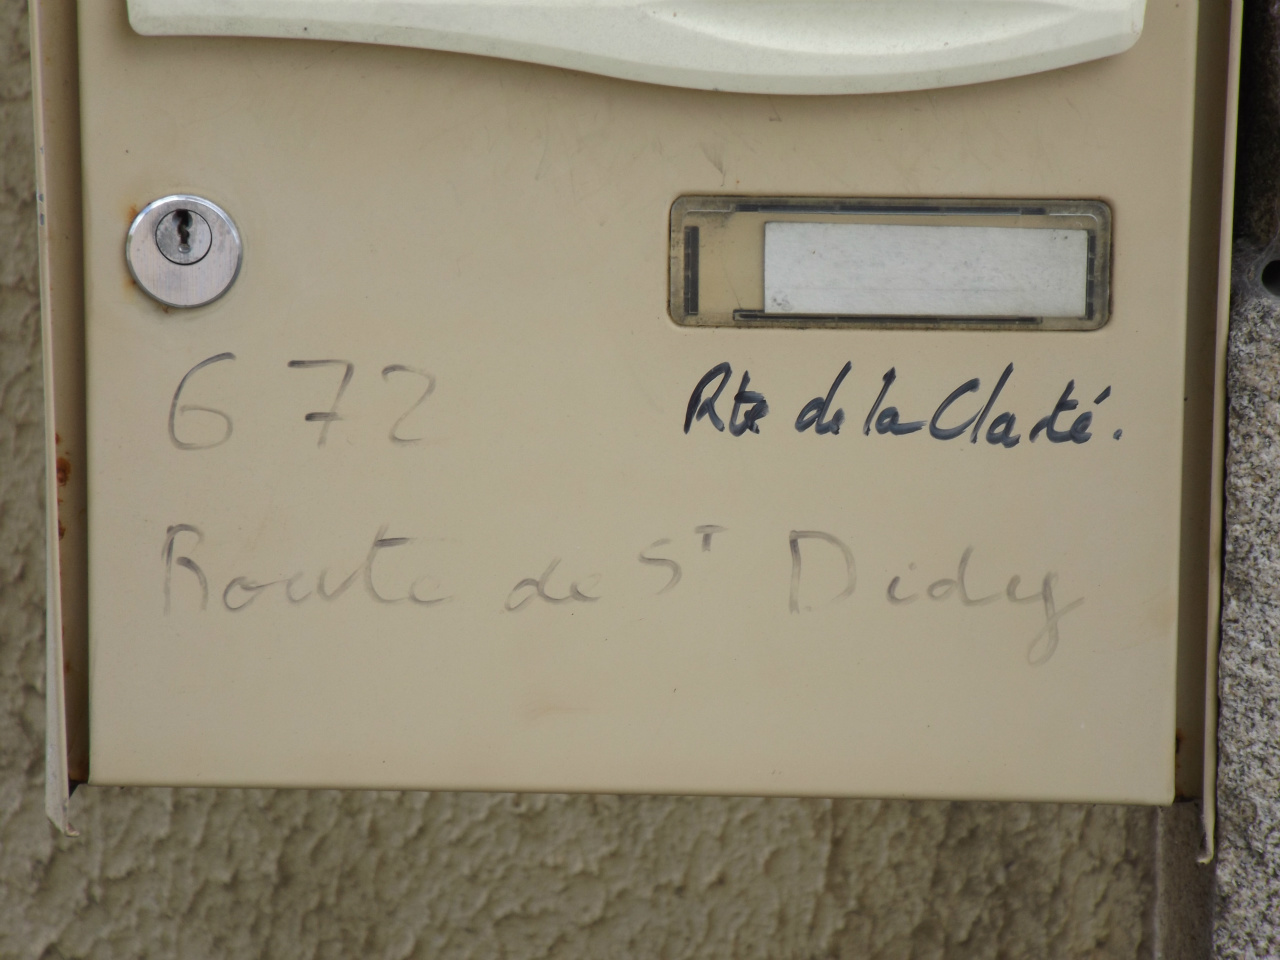 672
Rte de la Clarté.
Route de ST Didy